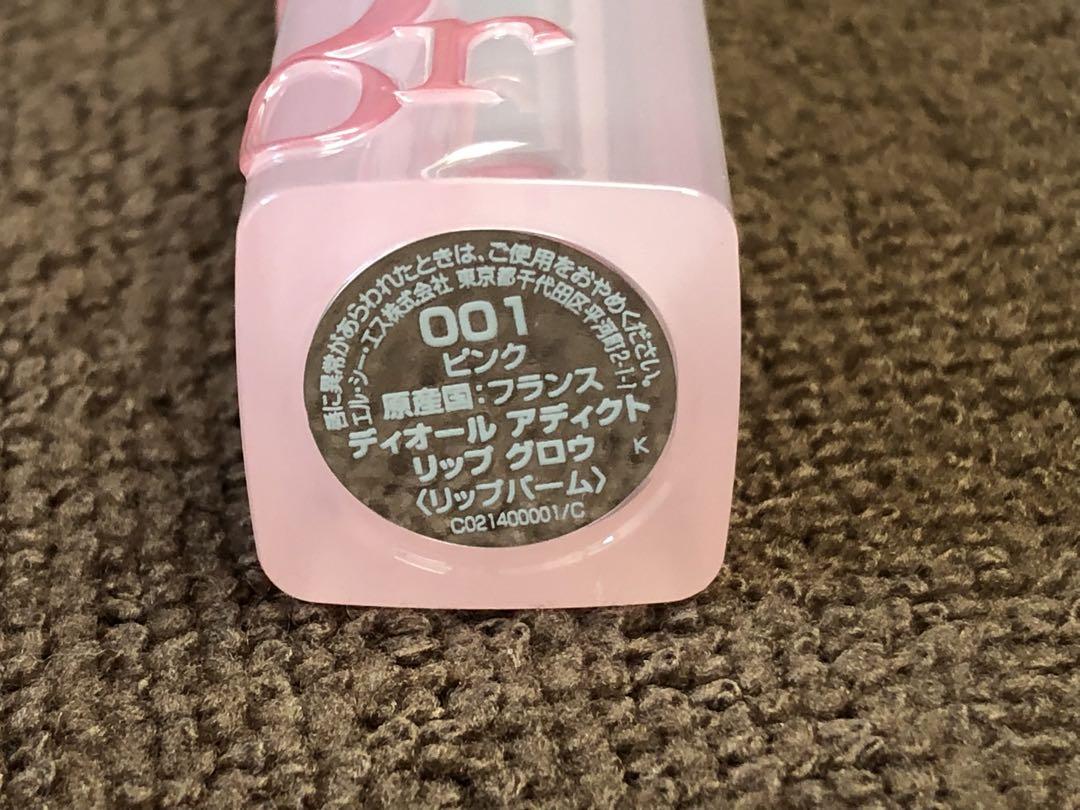 or
唇に異常があらわれたときは、ご使用をおやめください。
エル・シー・エス株式会社 東京都千代田区平河町2-1-1
001
ピンク
原産国:フランス
ディオール アディクト
リップ グロウ
K
〈リップバーム〉
C021400001/C